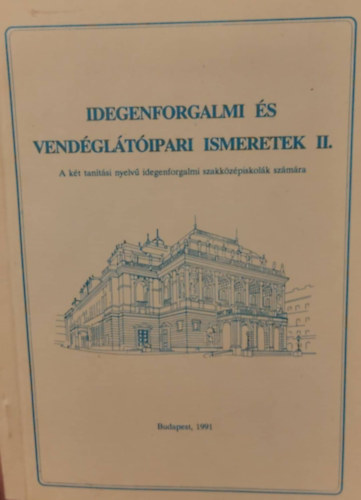 IDEGENFORGALMI ÉS
VENDÉGLÁTÓIPARI ISMERETEK II.
A két tanítási nyelvű idegenforgalmi szakközépiskolák számára
Budapest, 1991